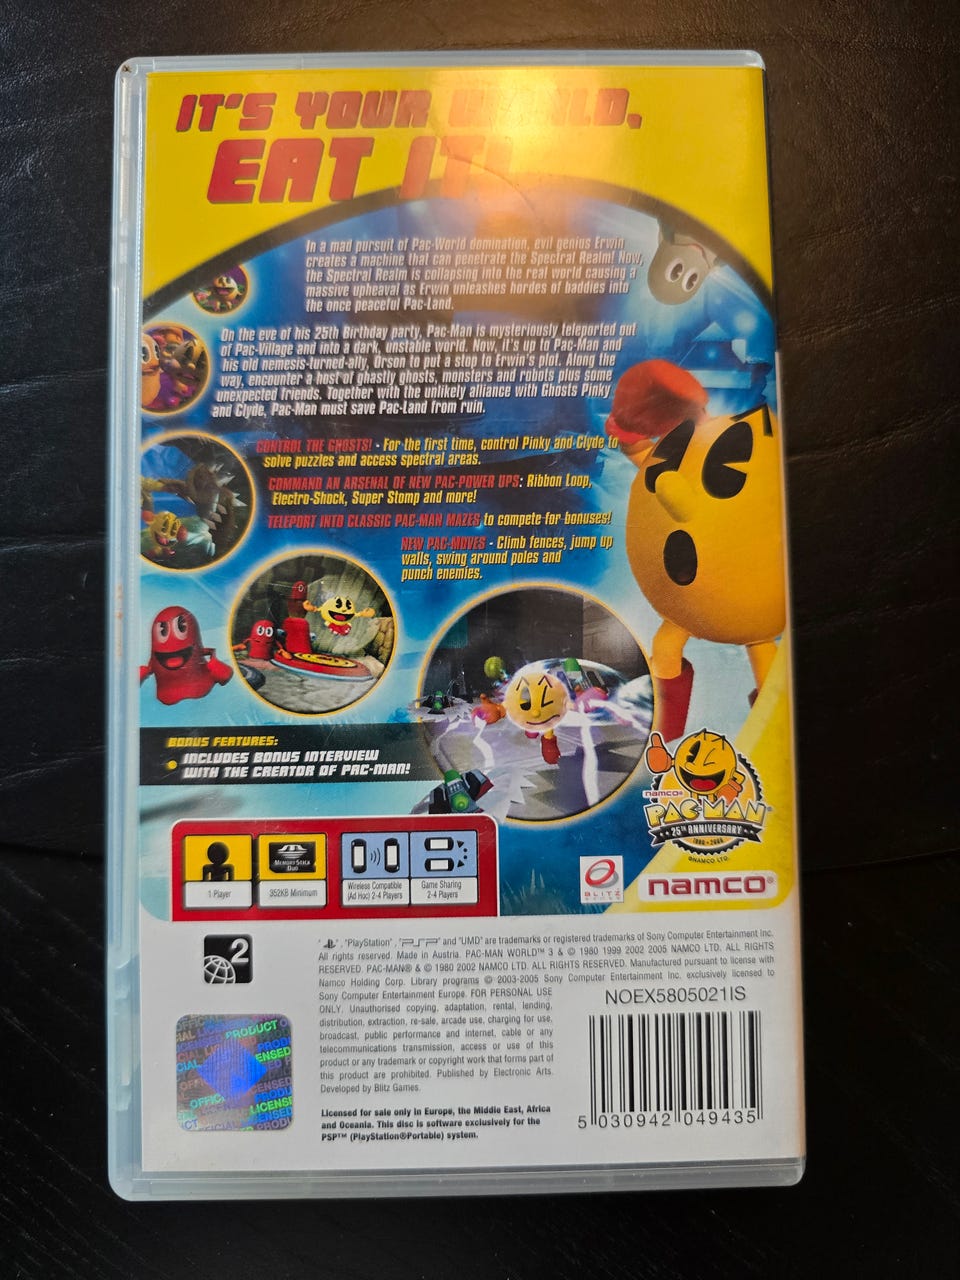 IT'S YOUR WORLD,
EAT IT!
In a mad pursuit of Pac-World domination, evil genius Erwin
creates a machine that can penetrate the Spectral Realm! Now,
the Spectral Realm is collapsing into the real world causing a
massive upheaval as Erwin unleashes hordes of baddies into
the once peaceful Pac-Land.
On the eve of his 25th Birthday party, Pac-Man is mysteriously teleported out
of Pac-Village and into a dark, unstable world. Now, it's up to Pac-Man and
his old nemesis-turned-ally, Orson to put a stop to Erwin's plot. Along the
way, encounter a host of ghastly ghosts, monsters and robots plus some
unexpected friends. Together with the unlikely alliance with Ghosts Pinky
and Clyde, Pac-Man must save Pac-Land from ruin.
CONTROL THE GHOSTS! - For the first time, control Pinky and Clyde to
solve puzzles and access spectral areas.
COMMAND AN ARSENAL OF NEW PAC-POWER UPS: Ribbon Loop,
Electro-Shock, Super Stomp and more!
TELEPORT INTO CLASSIC PAC-MAN MAZES to compete for bonuses!
NEW PAC-MOVES - Climb fences, jump up
walls, swing around poles and
punch enemies.
BONUS FEATURES:
INCLUDES BONUS INTERVIEW
WITH THE CREATOR OF PAC-MAN!
namco®
PAC-MAN®
25TH ANNIVERSARY
1980 - 2005
©NAMCO LTD.
MEMORY STICK
DUO
1 Player
352KB Minimum
Wireless Compatible
(Ad Hoc) 2-4 Players
Game Sharing
2-4 Players
BLITZ
GAMES
namco®
2
"PlayStation", "PSP" and "UMD" are trademarks or registered trademarks of Sony Computer Entertainment Inc.
All rights reserved. Made in Austria. PAC-MAN WORLD™ 3 & © 1980 1999 2002 2005 NAMCO LTD. ALL RIGHTS
RESERVED. PAC-MAN® & © 1980 2002 NAMCO LTD. ALL RIGHTS RESERVED. Manufactured pursuant to license with
Namco Holding Corp. Library programs © 2003-2005 Sony Computer Entertainment Inc. exclusively licensed to
Sony Computer Entertainment Europe. FOR PERSONAL USE
ONLY. Unauthorised copying, adaptation, rental, lending,
distribution, extraction, re-sale, arcade use, charging for use,
broadcast, public performance and internet, cable or any
telecommunications transmission, access or use of this
product or any trademark or copyright work that forms part of
this product are prohibited. Published by Electronic Arts.
Developed by Blitz Games.
Licensed for sale only in Europe, the Middle East, Africa
and Oceania. This disc is software exclusively for the
PSP™ (PlayStation®Portable) system.
NOEX5805021IS
5 030942 049435
PRODUCT
OFFICIAL
LICENSED